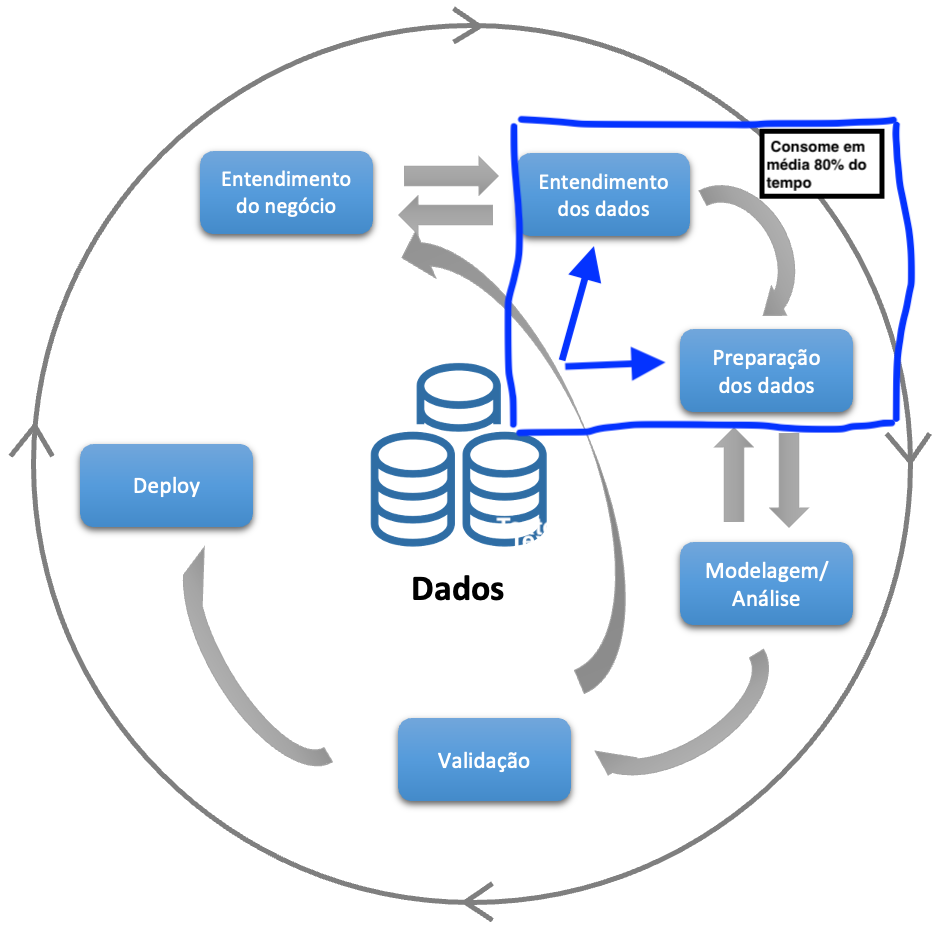 Entendimento
do negócio
Entendimento
dos dados
Consome em
média 80% do
tempo
Preparação
dos dados
Deploy
Dados
Modelagem/
Análise
Validação